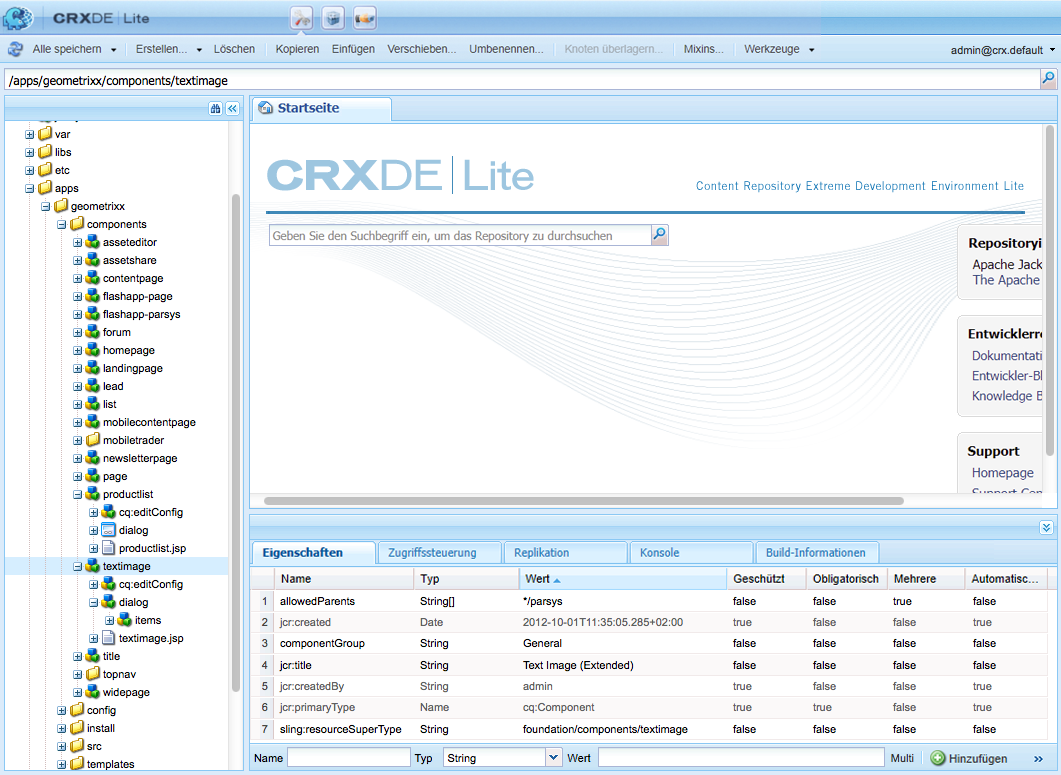 CRXDE | Lite
Alle speichern Erstellen... Löschen Kopieren Einfügen Verschieben... Umbenennen... Knoten überlagern... Mixins... Werkzeuge admin@crx.default
/apps/geometrixx/components/textimage
Startseite
var
libs
etc
apps
geometrixx
components
asseteditor
assetshare
contentpage
flashapp-page
flashapp-parsys
forum
homepage
landingpage
lead
list
mobilecontentpage
mobiletrader
newsletterpage
page
productlist
cq:editConfig
dialog
productlist.jsp
textimage
cq:editConfig
dialog
items
textimage.jsp
title
topnav
widepage
config
install
src
templates
CRXDE | Lite
Content Repository Extreme Development Environment Lite
Geben Sie den Suchbegriff ein, um das Repository zu durchsuchen
Repositoryi
Apache Jack
The Apache
Entwicklerre
Dokumentati
Entwickler-Bl
Knowledge B
Support
Homepage
Support Cen
Eigenschaften Zugriffssteuerung Replikation Konsole Build-Informationen
Name Typ Wert Geschützt Obligatorisch Mehrere Automatisc...
1 allowedParents String[] */parsys false false true false
2 jcr:created Date 2012-10-01T11:35:05.285+02:00 true false false true
3 componentGroup String General false false false false
4 jcr:title String Text Image (Extended) false false false false
5 jcr:createdBy String admin true false false true
6 jcr:primaryType Name cq:Component true true false true
7 sling:resourceSuperType String foundation/components/textimage false false false false
Name Typ String Wert Multi Hinzufügen »